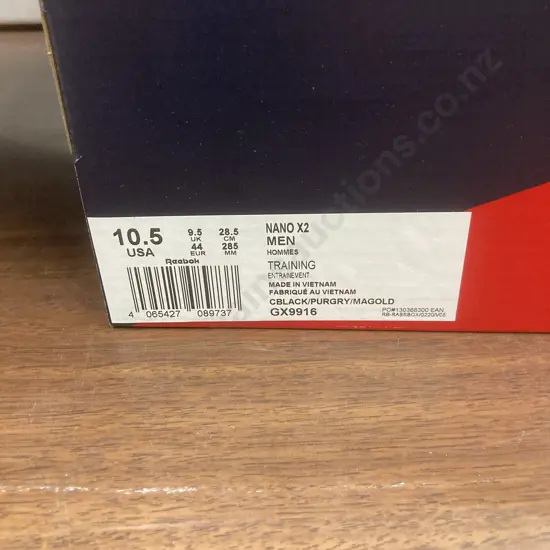 10.5
USA
9.5
UK
44
EUR
28.5
CM
285
MM
Reebok
4 065427 089737
NANO X2
MEN
HOMMES
TRAINING
ENTRAINEMENT
MADE IN VIETNAM
FABRIQUÉ AU VIETNAM
CBLACK/PURGRY/MAGOLD
GX9916